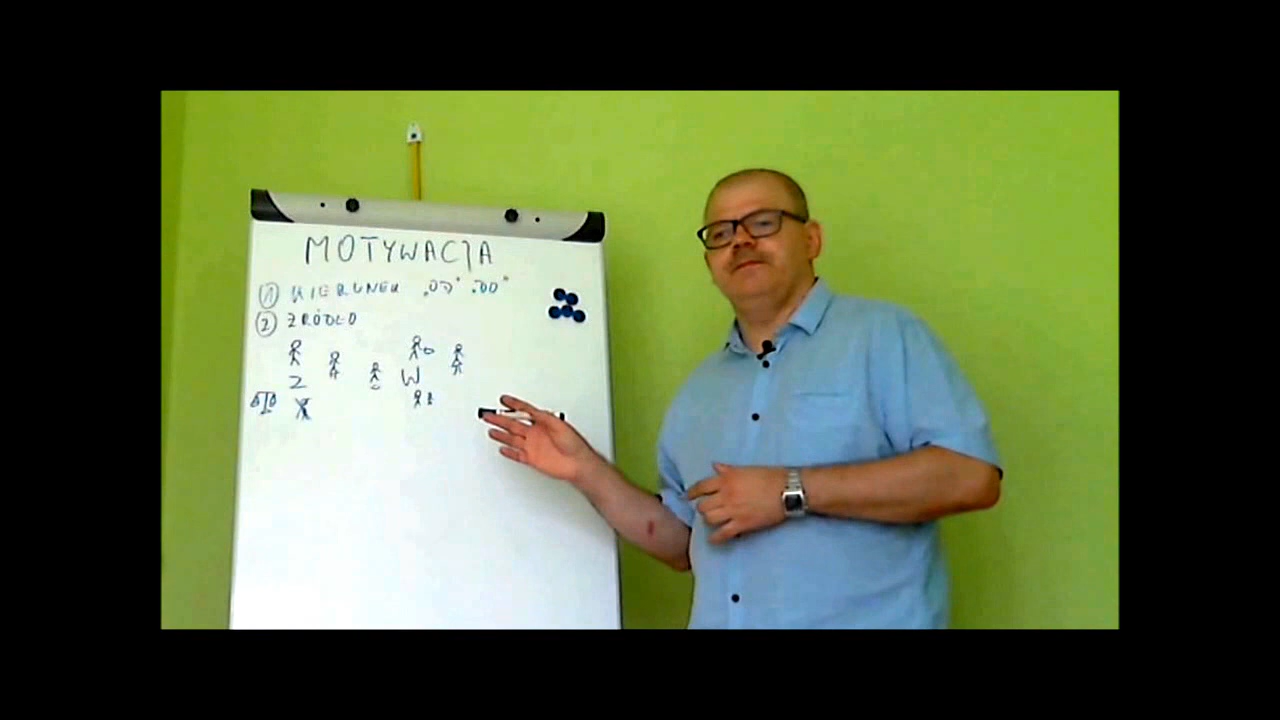 MOTYWACJA
1 KIERUNEK „OD" „DO"
2 ŹRÓDŁO
Z W